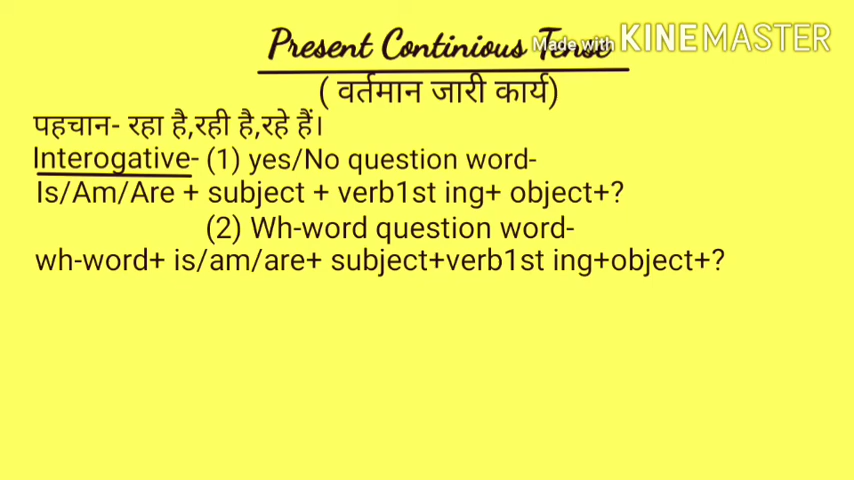 Present Continious Tense
Made with KINEMASTER
( वर्तमान जारी कार्य)
पहचान- रहा है,रही है,रहे हैं।
Interogative- (1) yes/No question word-
Is/Am/Are + subject + verb1st ing+ object+?
(2) Wh-word question word-
wh-word+ is/am/are+ subject+verb1st ing+object+?